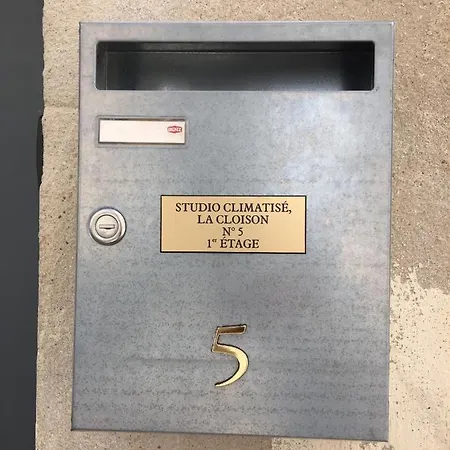 STUDIO CLIMATISÉ,
LA CLOISON
N° 5
1er ÉTAGE
5